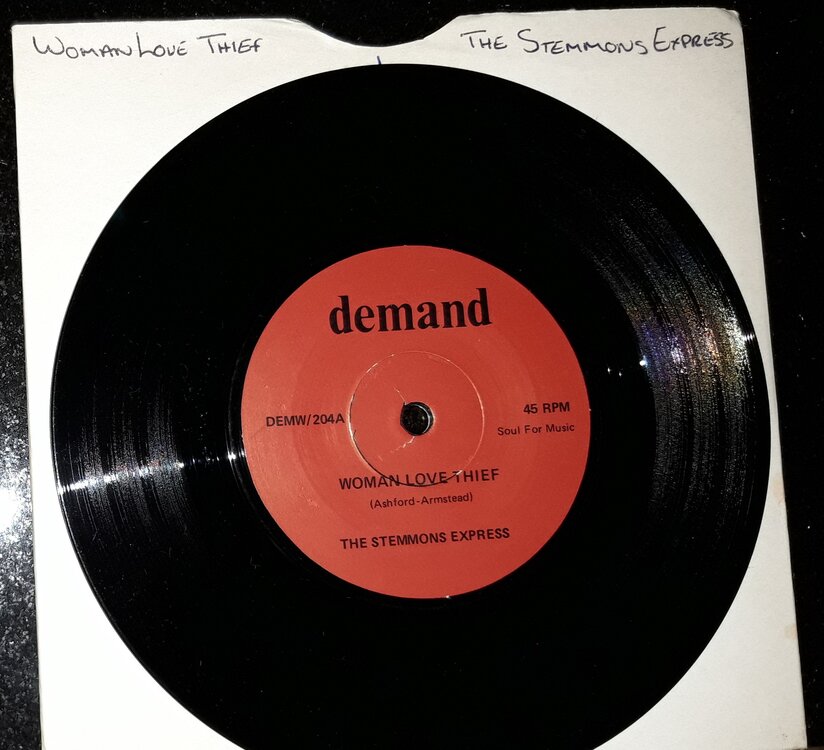 Woman Love Thief
The Stemmons Express
demand
DEMW/204A
45 RPM
Soul For Music
WOMAN LOVE THIEF
(Ashford-Armstead)
THE STEMMONS EXPRESS